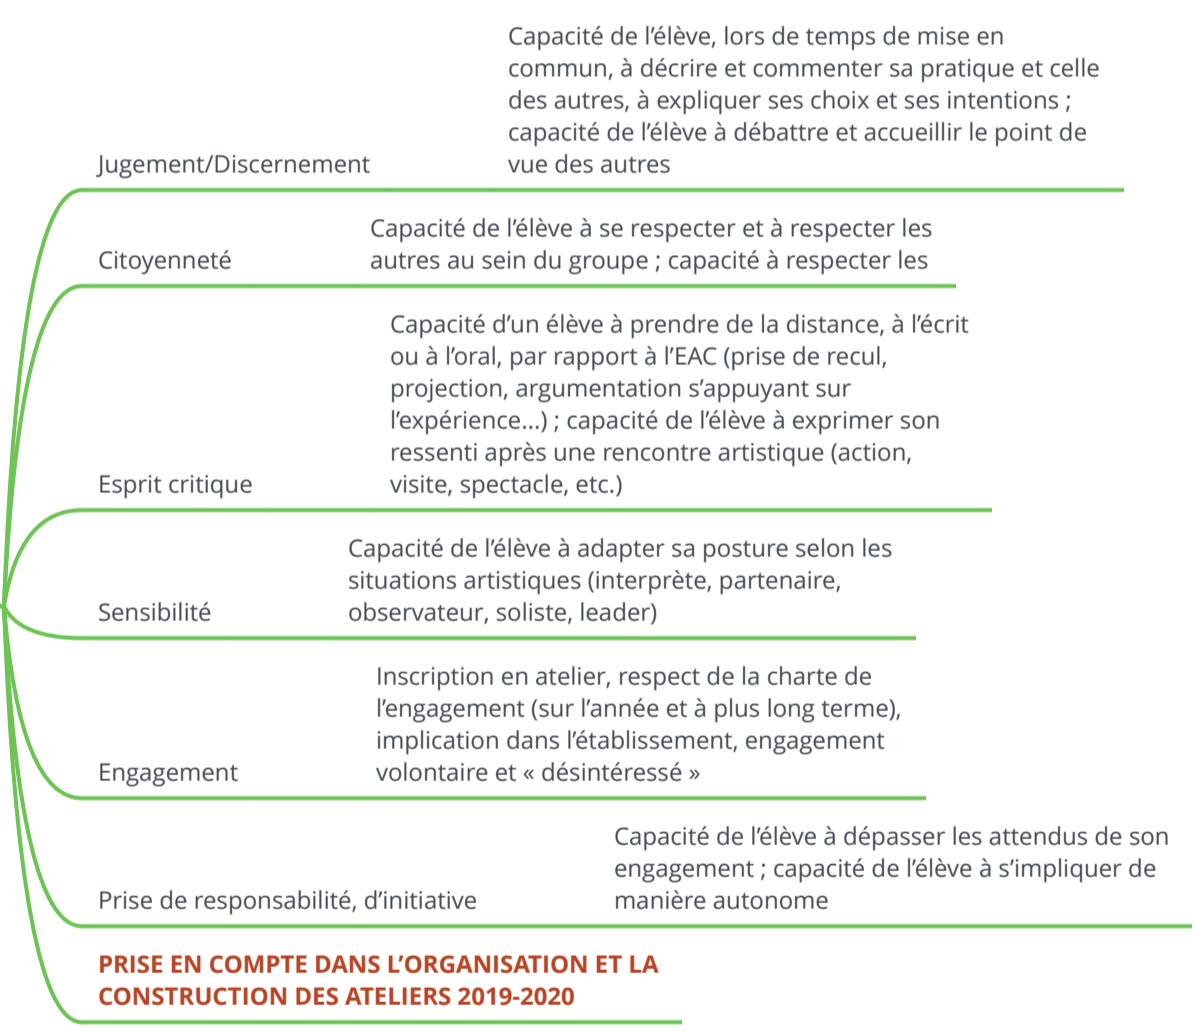 Capacité de l’élève, lors de temps de mise en
commun, à décrire et commenter sa pratique et celle
des autres, à expliquer ses choix et ses intentions ;
capacité de l’élève à débattre et accueillir le point de
Jugement/Discernement vue des autres
Capacité de l’élève à se respecter et à respecter les
Citoyenneté autres au sein du groupe ; capacité à respecter les
Capacité d’un élève à prendre de la distance, à l’écrit
ou à l’oral, par rapport à l’EAC (prise de recul,
projection, argumentation s’appuyant sur
l’expérience...) ; capacité de l’élève à exprimer son
ressenti après une rencontre artistique (action,
Esprit critique visite, spectacle, etc.)
Capacité de l’élève à adapter sa posture selon les
situations artistiques (interprète, partenaire,
Sensibilité observateur, soliste, leader)
Inscription en atelier, respect de la charte de
l’engagement (sur l’année et à plus long terme),
implication dans l’établissement, engagement
Engagement volontaire et « désintéressé »
Capacité de l’élève à dépasser les attendus de son
engagement ; capacité de l’élève à s’impliquer de
Prise de responsabilité, d’initiative manière autonome
PRISE EN COMPTE DANS L’ORGANISATION ET LA
CONSTRUCTION DES ATELIERS 2019-2020